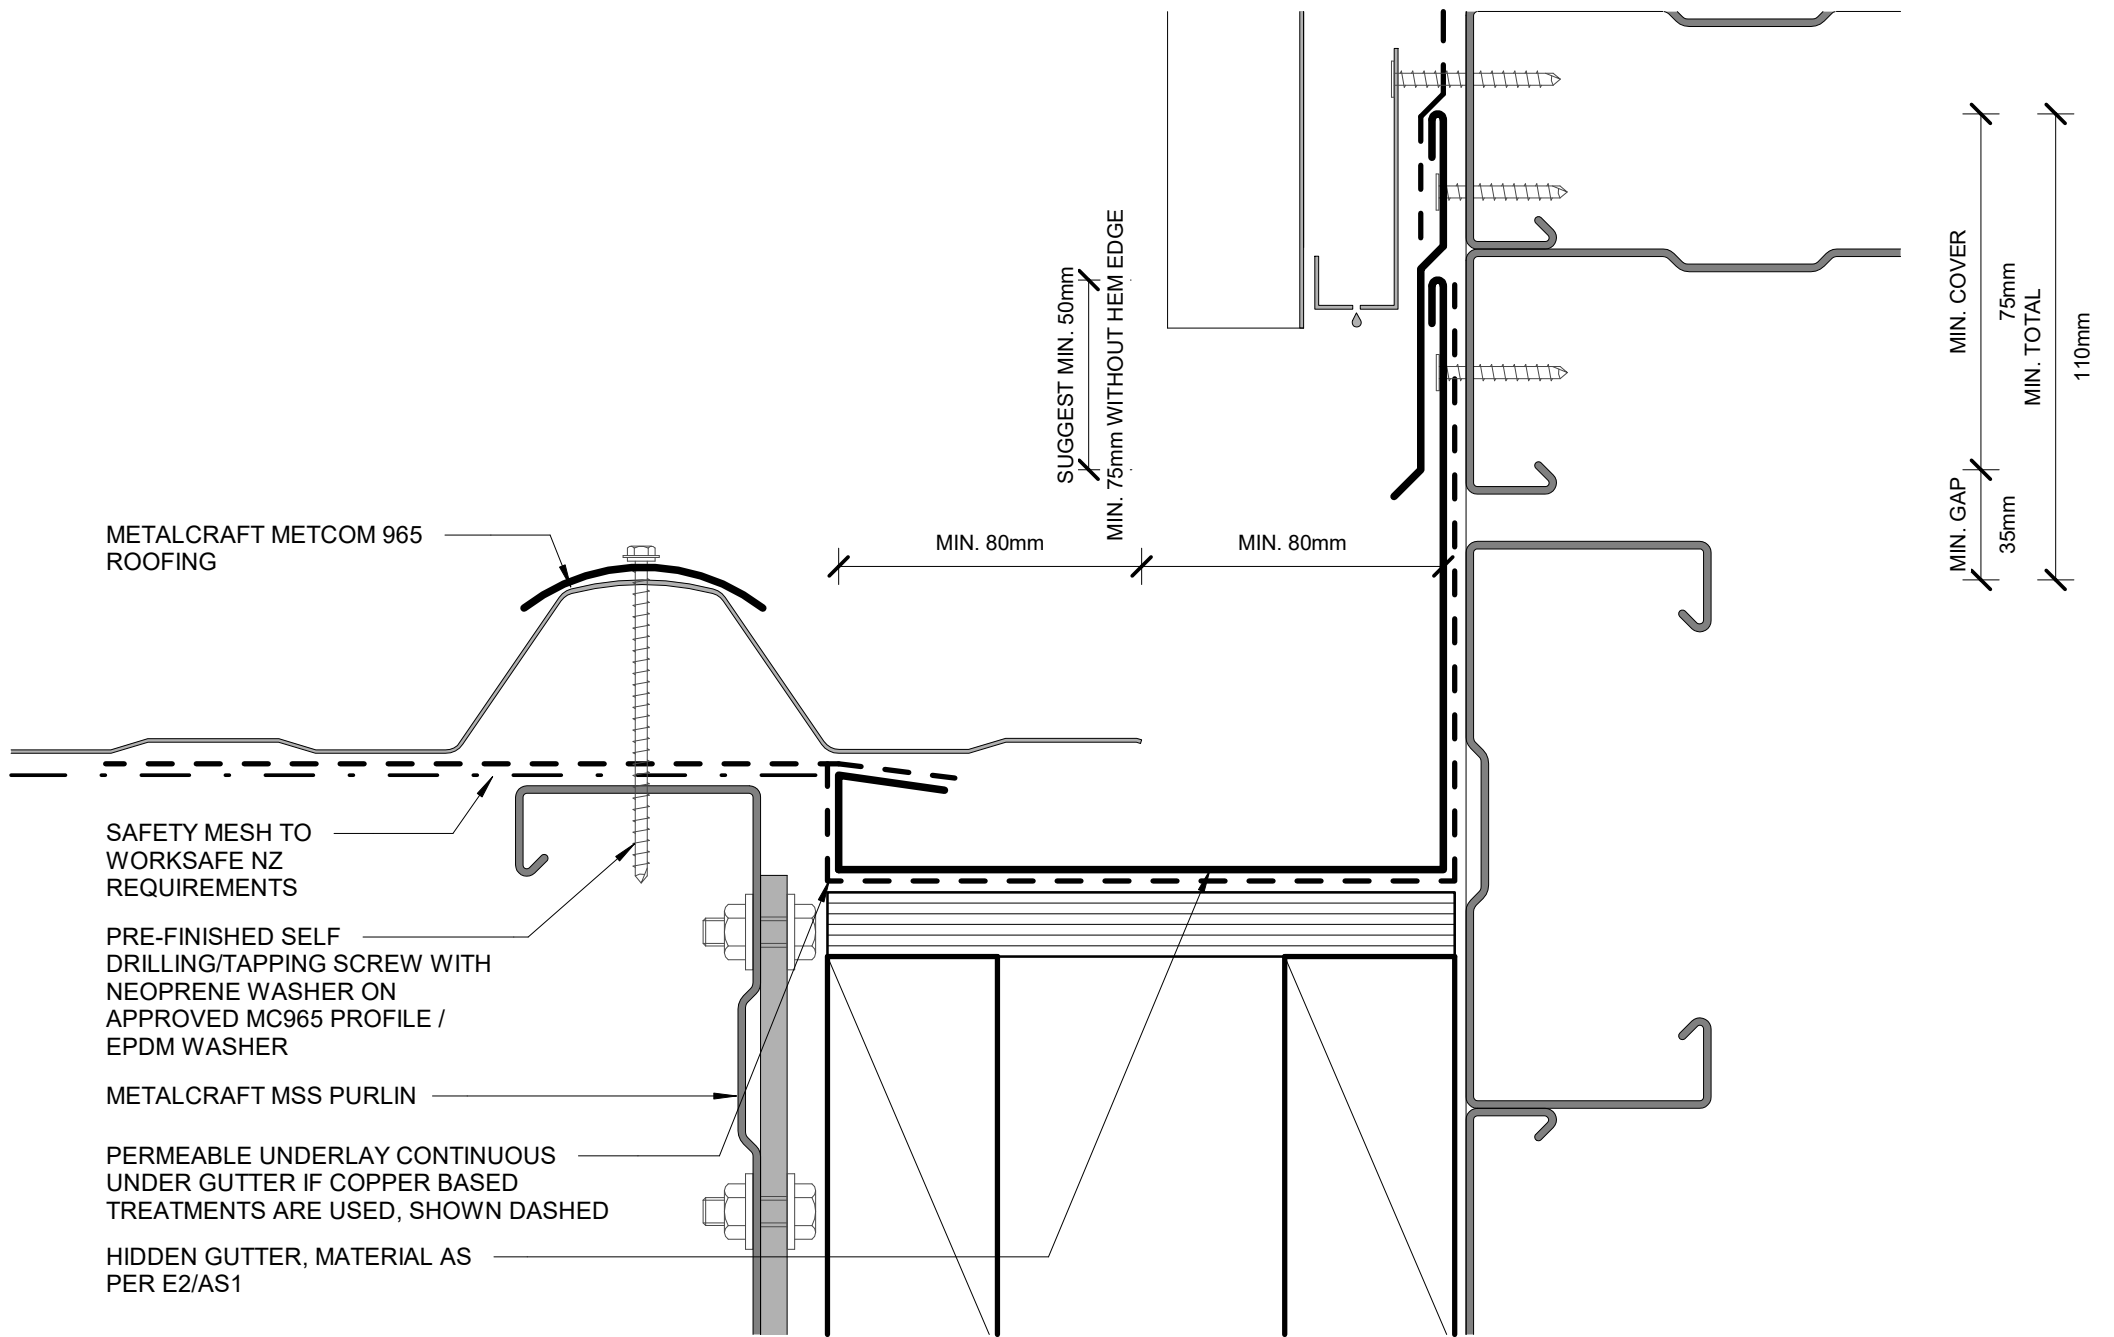 METALCRAFT METCOM 965
ROOFING
SAFETY MESH TO
WORKSAFE NZ
REQUIREMENTS
PRE-FINISHED SELF
DRILLING/TAPPING SCREW WITH
NEOPRENE WASHER ON
APPROVED MC965 PROFILE /
EPDM WASHER
METALCRAFT MSS PURLIN
PERMEABLE UNDERLAY CONTINUOUS
UNDER GUTTER IF COPPER BASED
TREATMENTS ARE USED, SHOWN DASHED
HIDDEN GUTTER, MATERIAL AS
PER E2/AS1
SUGGEST MIN. 50mm
MIN. 75mm WITHOUT HEM EDGE
MIN. 80mm
MIN. 80mm
MIN. COVER
75mm
MIN. GAP
35mm
MIN. TOTAL
110mm